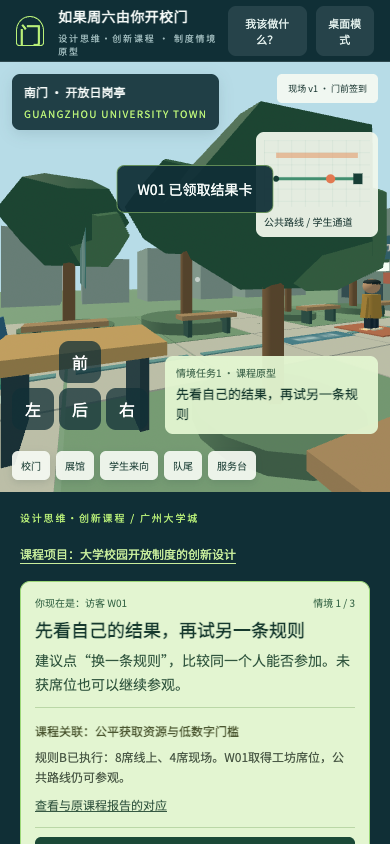 如果周六由你开校门
设计思维·创新课程 · 制度情境
原型
我该做什
么？
桌面模
式
南门 · 开放日岗亭
GUANGZHOU UNIVERSITY TOWN
现场 v1 · 门前签到
W01 已领取结果卡
公共路线 / 学生通道
前
左
后
右
情境任务1 · 课程原型
先看自己的结果，再试另一条规
则
校门
展馆
学生来向
队尾
服务台
设计思维·创新课程 / 广州大学城
课程项目：大学校园开放制度的创新设计
你现在是：访客 W01
情境 1 / 3
先看自己的结果，再试另一条规则
建议点“换一条规则”，比较同一个人能否参加。未
获席位也可以继续参观。
课程关联：公平获取资源与低数字门槛
规则B已执行：8席线上、4席现场。W01取得工坊席位，公
共路线仍可参观。
查看与原课程报告的对应